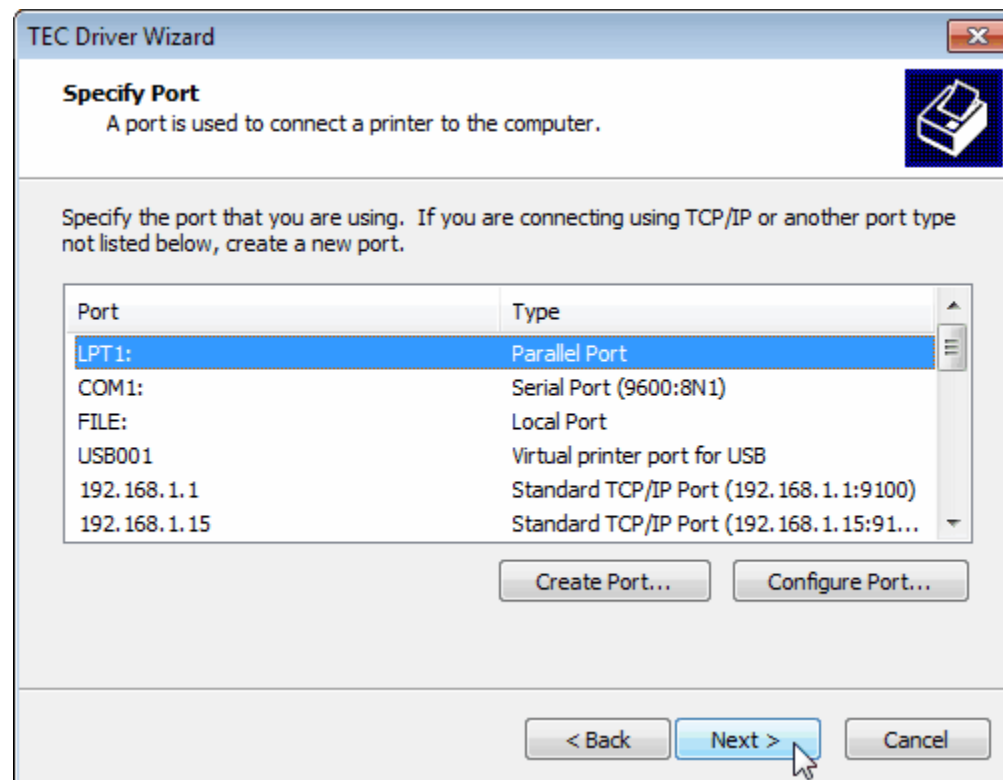 TEC Driver Wizard
Specify Port
A port is used to connect a printer to the computer.
Specify the port that you are using. If you are connecting using TCP/IP or another port type
not listed below, create a new port.
Port Type
LPT1: Parallel Port
COM1: Serial Port (9600:8N1)
FILE: Local Port
USB001 Virtual printer port for USB
192.168.1.1 Standard TCP/IP Port (192.168.1.1:9100)
192.168.1.15 Standard TCP/IP Port (192.168.1.15:91...
Create Port... Configure Port...
< Back Next > Cancel